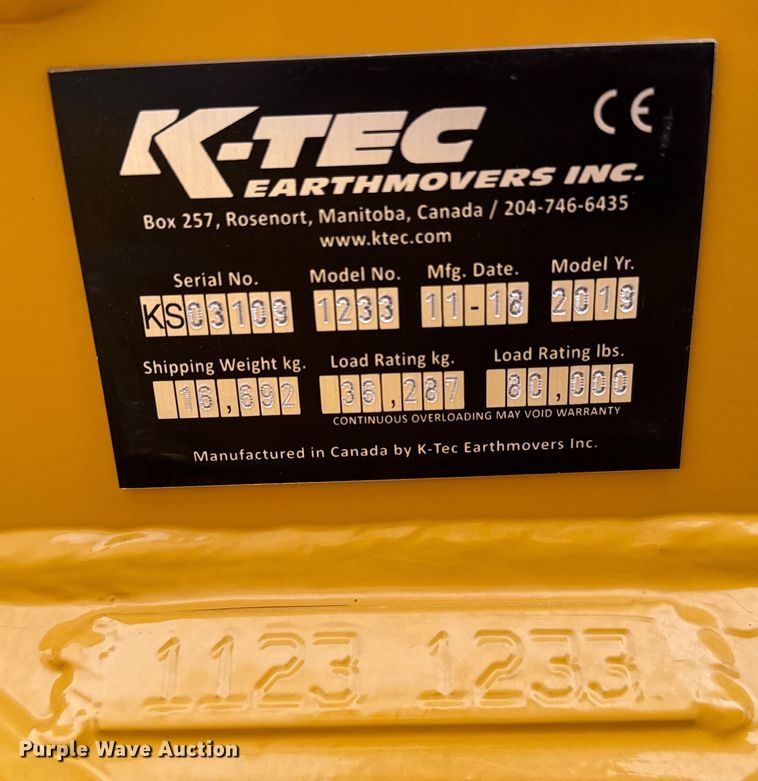 PurpleWave.com
CE
K-TEC
EARTHMOVERS INC.
Box 257, Rosenort, Manitoba, Canada / 204-746-6435
www.ktec.com
Serial No. Model No. Mfg. Date. Model Yr.
KS03109 1233 11-18 2019
Shipping Weight kg. Load Rating kg. Load Rating lbs.
16,692 36,287 80,000
CONTINUOUS OVERLOADING MAY VOID WARRANTY
Manufactured in Canada by K-Tec Earthmovers Inc.
1123 1233
Purple Wave Auction